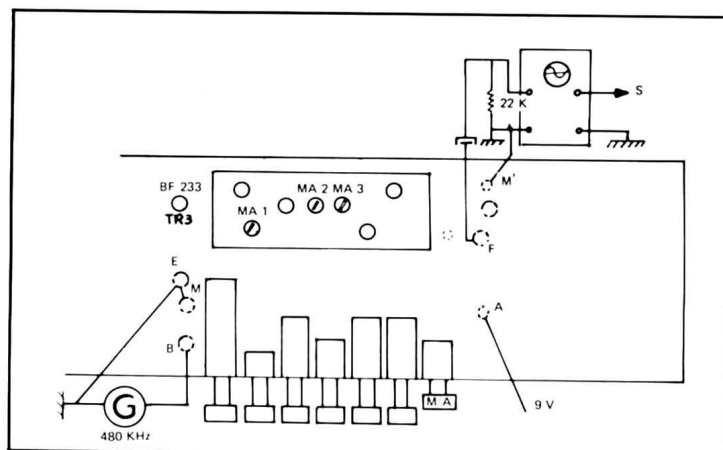 S
22 K
M'
BF 233
TR3
MA 2 MA 3
MA 1
F
E
M
B
A
G
480 KHz
M A
9 V